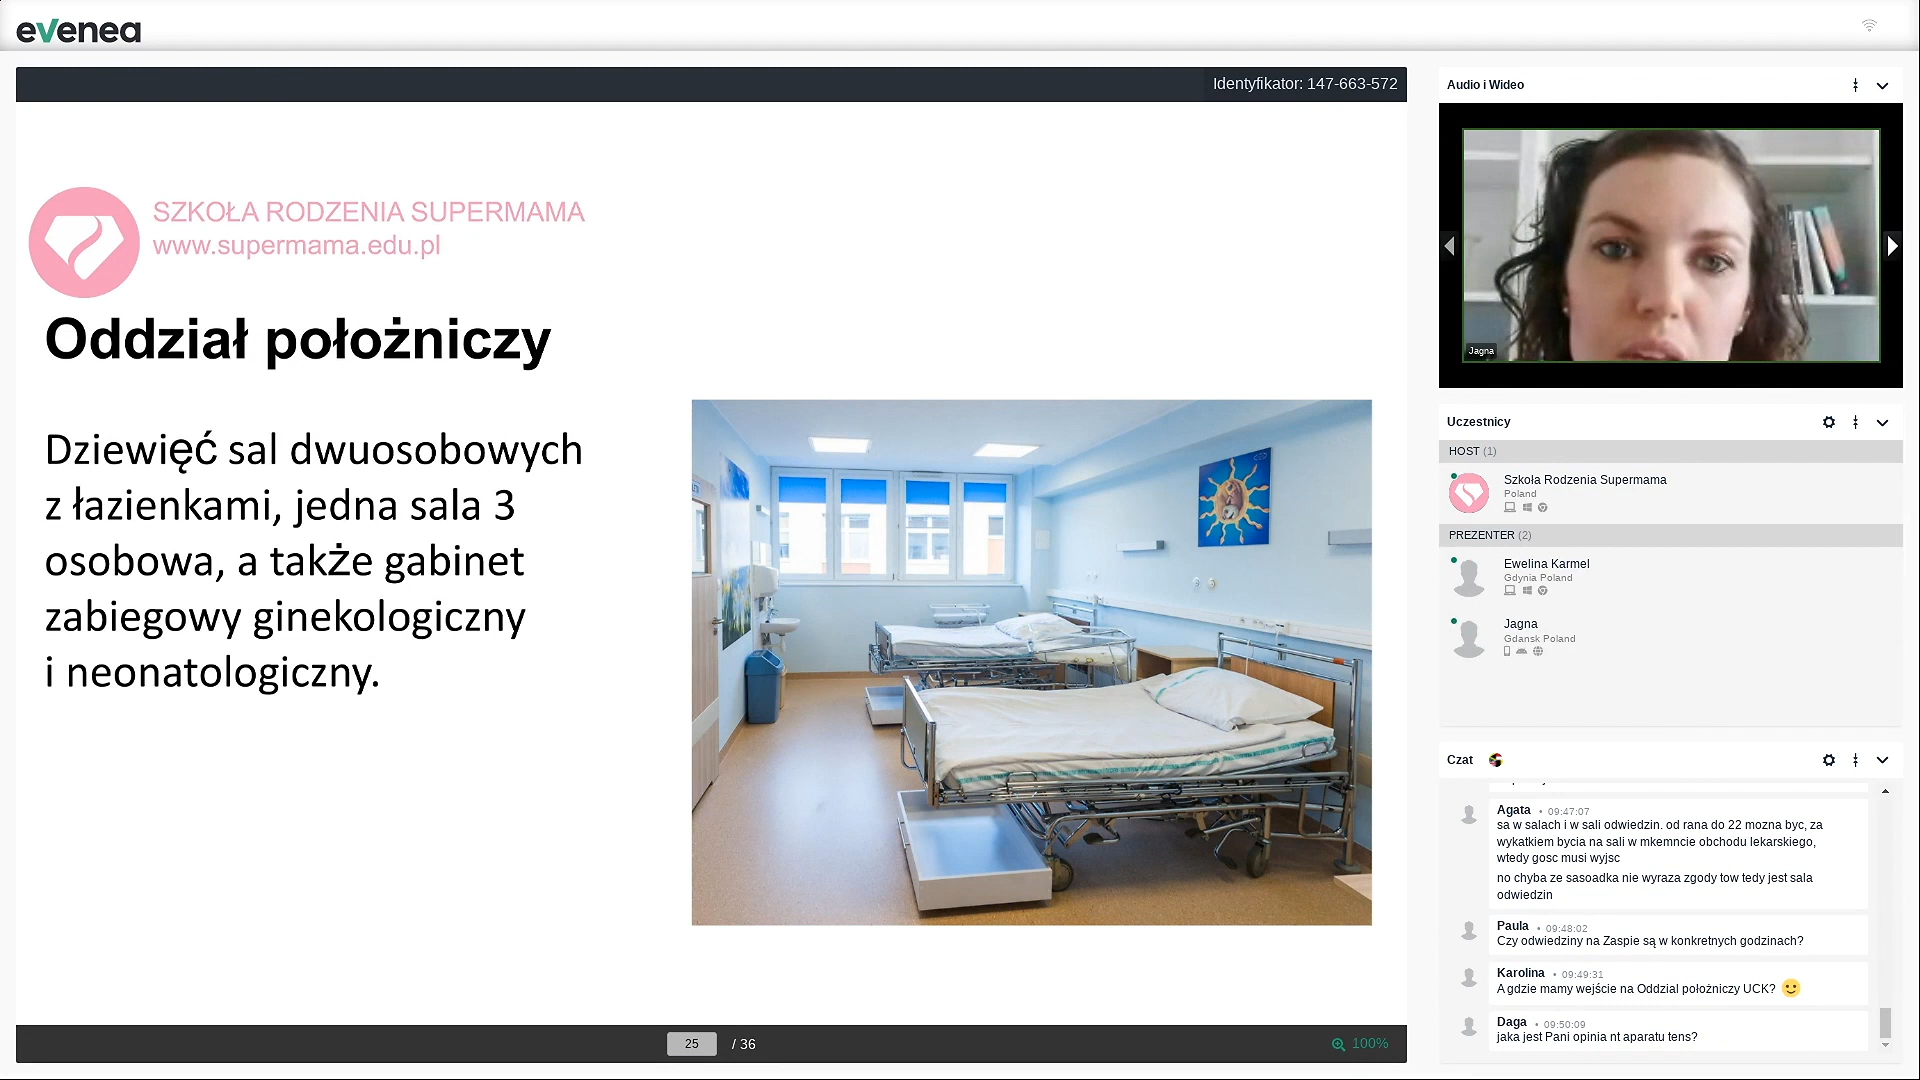 evenea
Identyfikator: 147-663-572
SZKOŁA RODZENIA SUPERMAMA
www.supermama.edu.pl
Oddział położniczy
Dziewięć sal dwuosobowych
z łazienkami, jedna sala 3
osobowa, a także gabinet
zabiegowy ginekologiczny
i neonatologiczny.
25 / 36
100%
Audio i Wideo
Jagna
Uczestnicy
HOST (1)
Szkoła Rodzenia Supermama
Poland
PREZENTER (2)
Ewelina Karmel
Gdynia Poland
Jagna
Gdansk Poland
Czat
Agata • 09:47:07
sa w salach i w sali odwiedzin. od rana do 22 mozna byc, za
wykatkiem bycia na sali w mkemncie obchodu lekarskiego,
wtedy gosc musi wyjsc
no chyba ze sasoadka nie wyraza zgody tow tedy jest sala
odwiedzin
Paula • 09:48:02
Czy odwiedziny na Zaspie są w konkretnych godzinach?
Karolina • 09:49:31
A gdzie mamy wejście na Oddzial położniczy UCK? 🙂
Daga • 09:50:09
jaka jest Pani opinia nt aparatu tens?